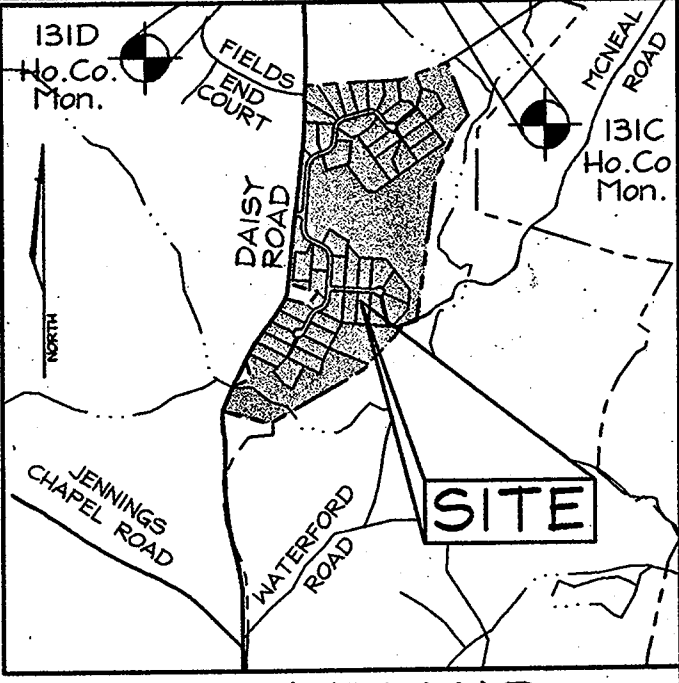 131D
Ho.Co.
Mon.
FIELDS
END
COURT
MCNEAL
ROAD
131C
Ho.Co
Mon.
DAISY
ROAD
NORTH
SITE
JENNINGS
CHAPEL ROAD
WATERFORD
ROAD